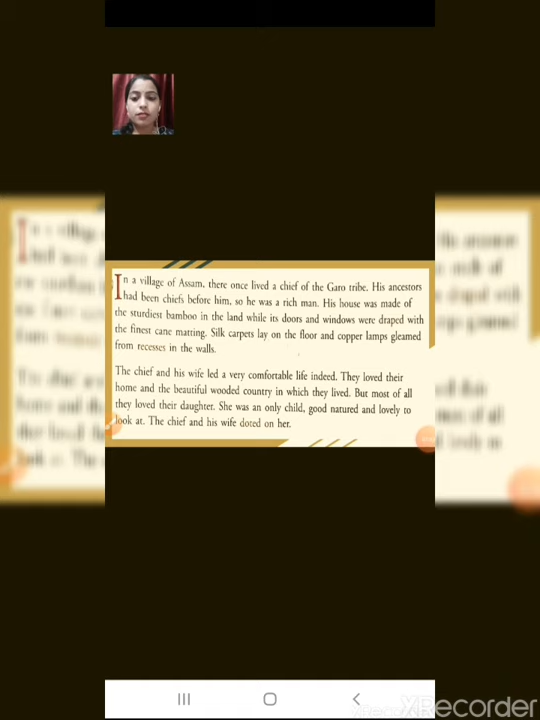 In a village of Assam, there once lived a chief of the Garo tribe. His ancestors
had been chiefs before him, so he was a rich man. His house was made of
the sturdiest bamboo in the land while its doors and windows were draped with
the finest cane matting. Silk carpets lay on the floor and copper lamps gleamed
from recesses in the walls.
The chief and his wife led a very comfortable life indeed. They loved their
home and the beautiful wooded country in which they lived. But most of all
they loved their daughter. She was an only child, good natured and lovely to
look at. The chief and his wife doted on her.
XRecorder